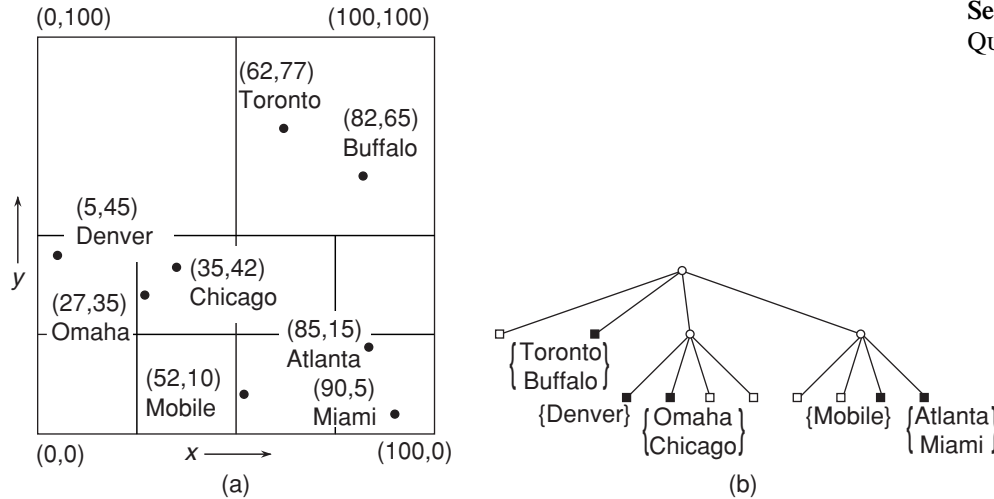 (0,100)
(100,100)
(62,77)
Toronto
(82,65)
Buffalo
(5,45)
Denver
(35,42)
Chicago
(27,35)
Omaha
(85,15)
Atlanta
(52,10)
Mobile
(90,5)
Miami
y
(0,0)
x
(100,0)
(a)
Se
QU
{Toronto
Buffalo}
{Denver}
{Omaha
Chicago}
{Mobile}
{Atlanta
Miami}
(b)